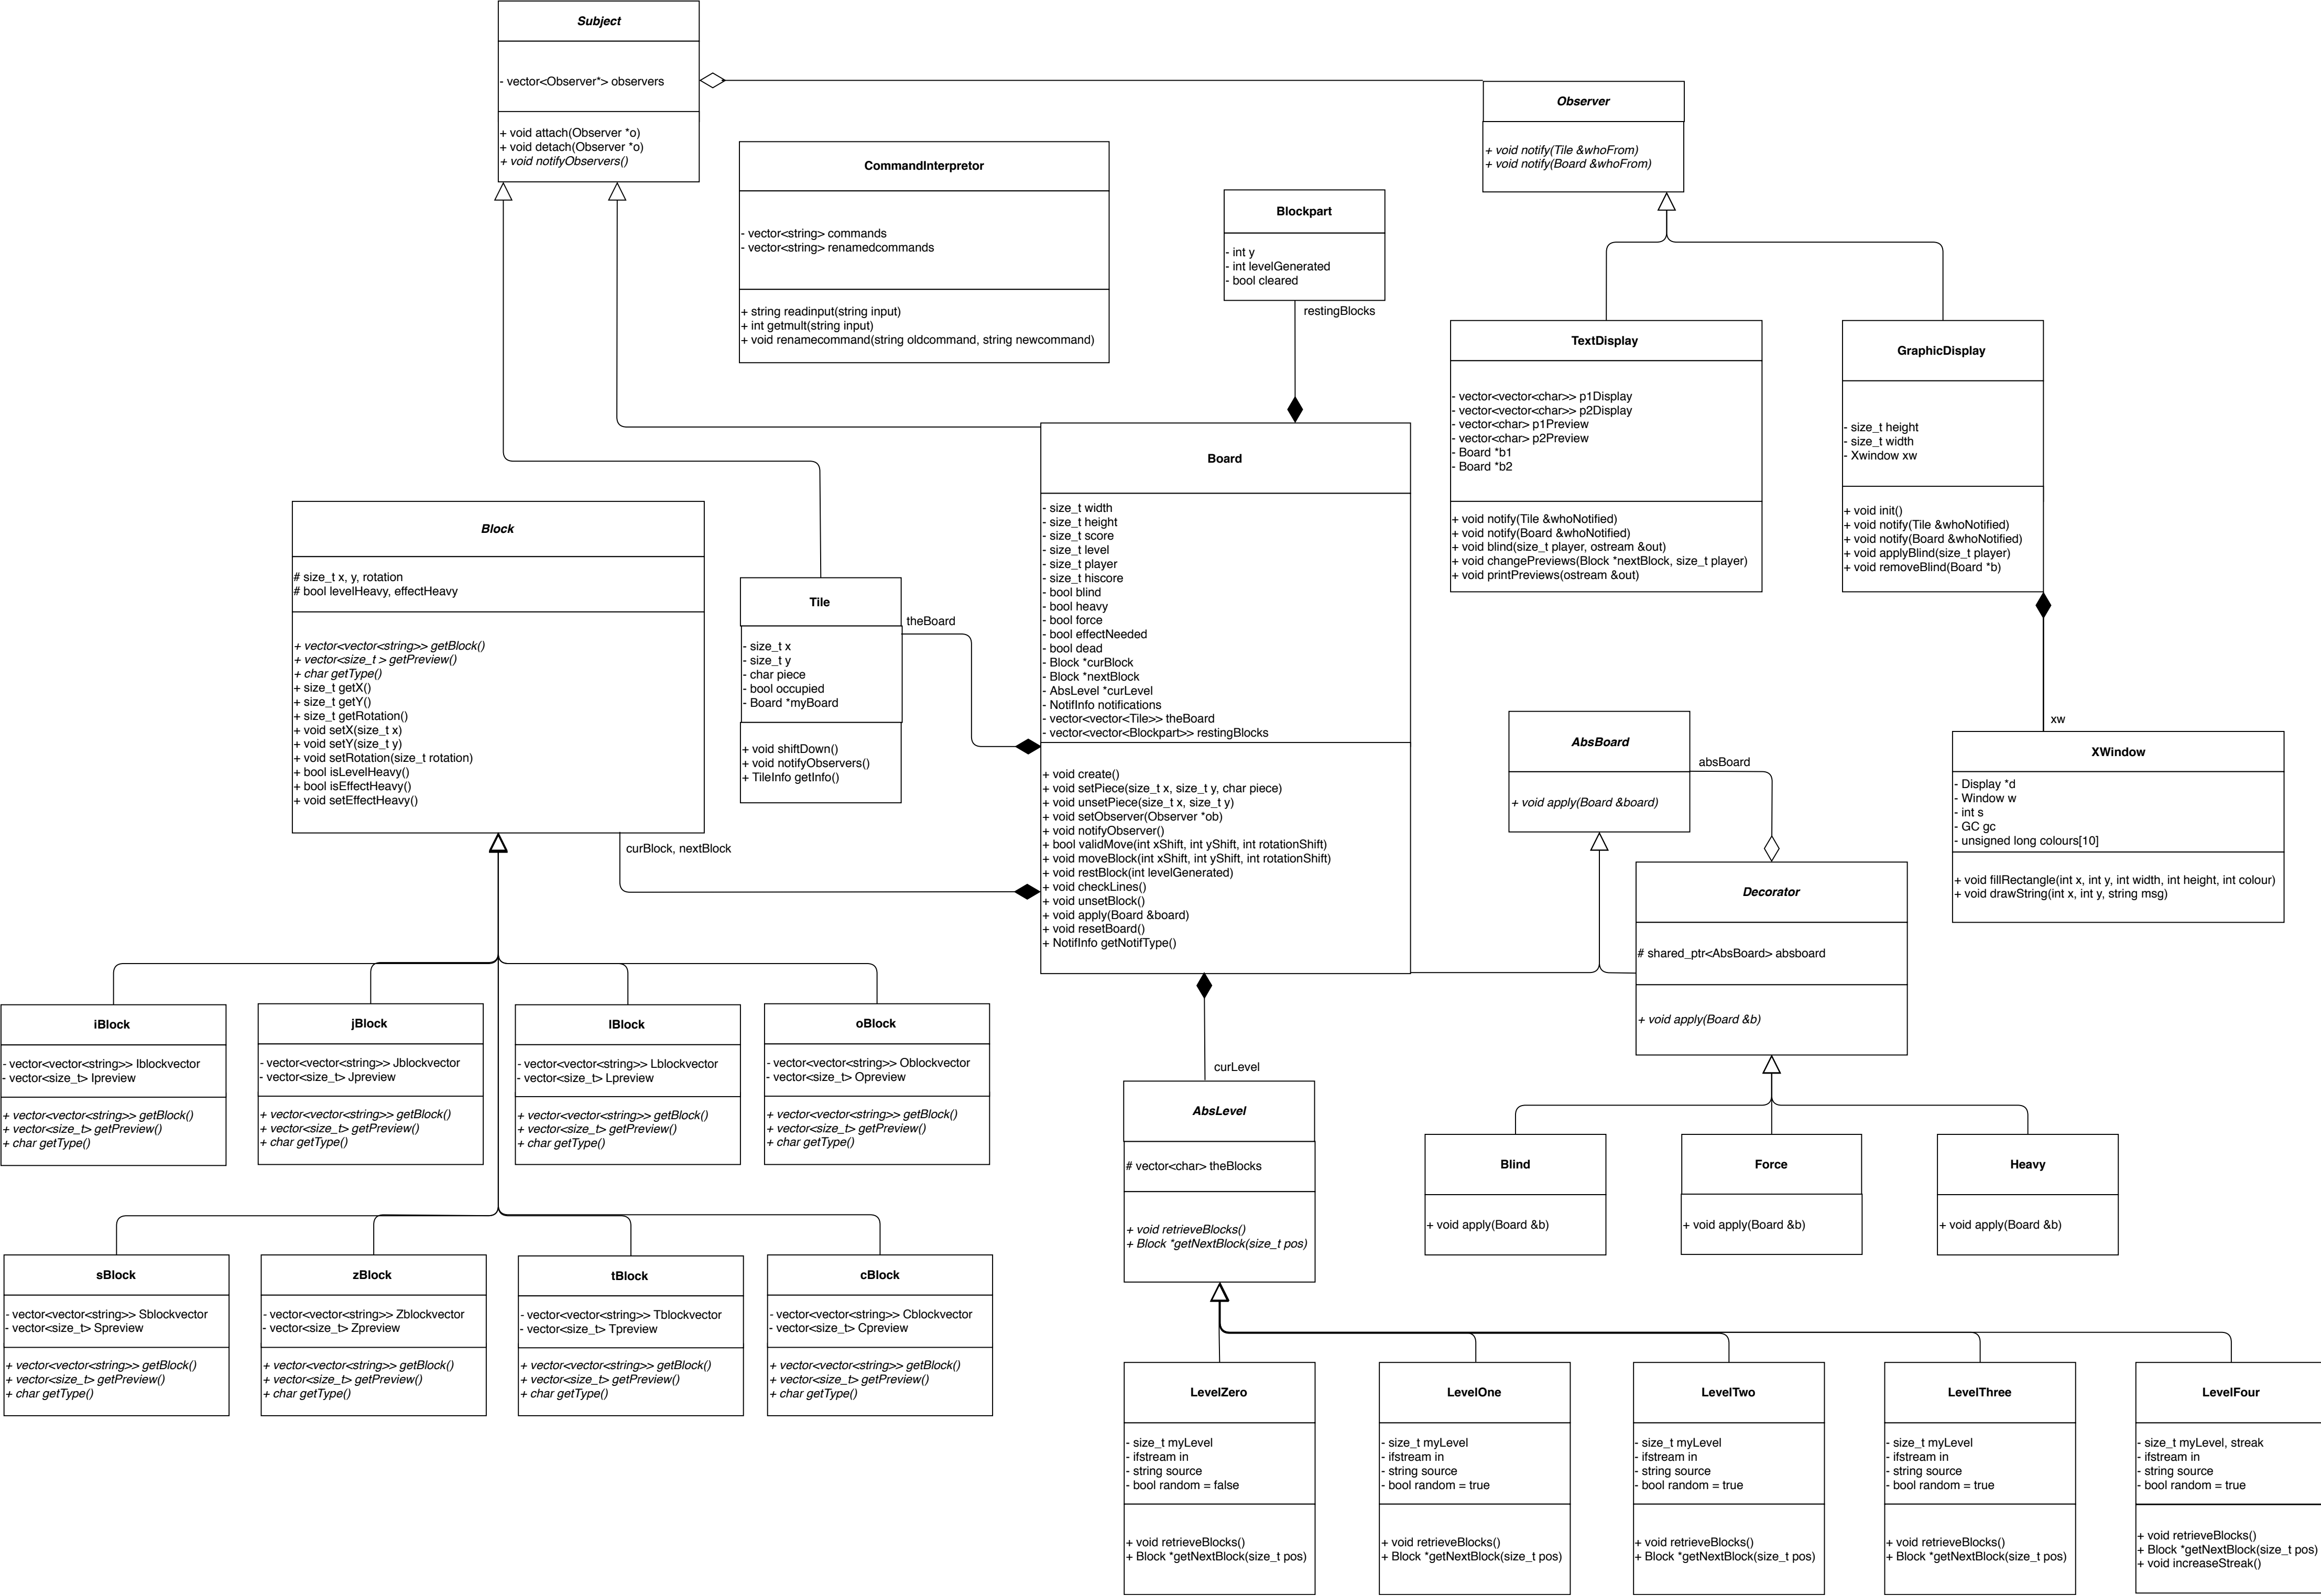 Subject
- vector<Observer*> observers
+ void attach(Observer *o)
+ void detach(Observer *o)
+ void notifyObservers()
Observer
+ void notify(Tile &whoFrom)
+ void notify(Board &whoFrom)
CommandInterpretor
- vector<string> commands
- vector<string> renamedcommands
+ string readinput(string input)
+ int getmult(string input)
+ void renamecommand(string oldcommand, string newcommand)
Blockpart
- int y
- int levelGenerated
- bool cleared
restingBlocks
TextDisplay
- vector<vector<char>> p1Display
- vector<vector<char>> p2Display
- vector<char> p1Preview
- vector<char> p2Preview
- Board *b1
- Board *b2
+ void notify(Tile &whoNotified)
+ void notify(Board &whoNotified)
+ void blind(size_t player, ostream &out)
+ void changePreviews(Block *nextBlock, size_t player)
+ void printPreviews(ostream &out)
GraphicDisplay
- size_t height
- size_t width
- Xwindow xw
+ void init()
+ void notify(Tile &whoNotified)
+ void notify(Board &whoNotified)
+ void applyBlind(size_t player)
+ void removeBlind(Board *b)
Board
- size_t width
- size_t height
- size_t score
- size_t level
- size_t player
- size_t hiscore
- bool blind
- bool heavy
- bool force
- bool effectNeeded
- bool dead
- Block *curBlock
- Block *nextBlock
- AbsLevel *curLevel
- NotifInfo notifications
- vector<vector<Tile>> theBoard
- vector<vector<Blockpart>> restingBlocks
+ void create()
+ void setPiece(size_t x, size_t y, char piece)
+ void unsetPiece(size_t x, size_t y)
+ void setObserver(Observer *ob)
+ void notifyObserver()
+ bool validMove(int xShift, int yShift, int rotationShift)
+ void moveBlock(int xShift, int yShift, int rotationShift)
+ void restBlock(int levelGenerated)
+ void checkLines()
+ void unsetBlock()
+ void apply(Board &board)
+ void resetBoard()
+ NotifInfo getNotifType()
Block
# size_t x, y, rotation
# bool levelHeavy, effectHeavy
+ vector<vector<string>> getBlock()
+ vector<size_t > getPreview()
+ char getType()
+ size_t getX()
+ size_t getY()
+ size_t getRotation()
+ void setX(size_t x)
+ void setY(size_t y)
+ void setRotation(size_t rotation)
+ bool isLevelHeavy()
+ bool isEffectHeavy()
+ void setEffectHeavy()
curBlock, nextBlock
Tile
- size_t x
- size_t y
- char piece
- bool occupied
- Board *myBoard
+ void shiftDown()
+ void notifyObservers()
+ TileInfo getInfo()
theBoard
AbsBoard
+ void apply(Board &board)
absBoard
xw
XWindow
- Display *d
- Window w
- int s
- GC gc
- unsigned long colours[10]
+ void fillRectangle(int x, int y, int width, int height, int colour)
+ void drawString(int x, int y, string msg)
Decorator
# shared_ptr<AbsBoard> absboard
+ void apply(Board &b)
iBlock
- vector<vector<string>> Iblockvector
- vector<size_t> Ipreview
+ vector<vector<string>> getBlock()
+ vector<size_t> getPreview()
+ char getType()
jBlock
- vector<vector<string>> Jblockvector
- vector<size_t> Jpreview
+ vector<vector<string>> getBlock()
+ vector<size_t> getPreview()
+ char getType()
lBlock
- vector<vector<string>> Lblockvector
- vector<size_t> Lpreview
+ vector<vector<string>> getBlock()
+ vector<size_t> getPreview()
+ char getType()
oBlock
- vector<vector<string>> Oblockvector
- vector<size_t> Opreview
+ vector<vector<string>> getBlock()
+ vector<size_t> getPreview()
+ char getType()
curLevel
AbsLevel
# vector<char> theBlocks
+ void retrieveBlocks()
+ Block *getNextBlock(size_t pos)
Blind
+ void apply(Board &b)
Force
+ void apply(Board &b)
Heavy
+ void apply(Board &b)
sBlock
- vector<vector<string>> Sblockvector
- vector<size_t> Spreview
+ vector<vector<string>> getBlock()
+ vector<size_t> getPreview()
+ char getType()
zBlock
- vector<vector<string>> Zblockvector
- vector<size_t> Zpreview
+ vector<vector<string>> getBlock()
+ vector<size_t> getPreview()
+ char getType()
tBlock
- vector<vector<string>> Tblockvector
- vector<size_t> Tpreview
+ vector<vector<string>> getBlock()
+ vector<size_t> getPreview()
+ char getType()
cBlock
- vector<vector<string>> Cblockvector
- vector<size_t> Cpreview
+ vector<vector<string>> getBlock()
+ vector<size_t> getPreview()
+ char getType()
LevelZero
- size_t myLevel
- ifstream in
- string source
- bool random = false
+ void retrieveBlocks()
+ Block *getNextBlock(size_t pos)
LevelOne
- size_t myLevel
- ifstream in
- string source
- bool random = true
+ void retrieveBlocks()
+ Block *getNextBlock(size_t pos)
LevelTwo
- size_t myLevel
- ifstream in
- string source
- bool random = true
+ void retrieveBlocks()
+ Block *getNextBlock(size_t pos)
LevelThree
- size_t myLevel
- ifstream in
- string source
- bool random = true
+ void retrieveBlocks()
+ Block *getNextBlock(size_t pos)
LevelFour
- size_t myLevel, streak
- ifstream in
- string source
- bool random = true
+ void retrieveBlocks()
+ Block *getNextBlock(size_t pos)
+ void increaseStreak()